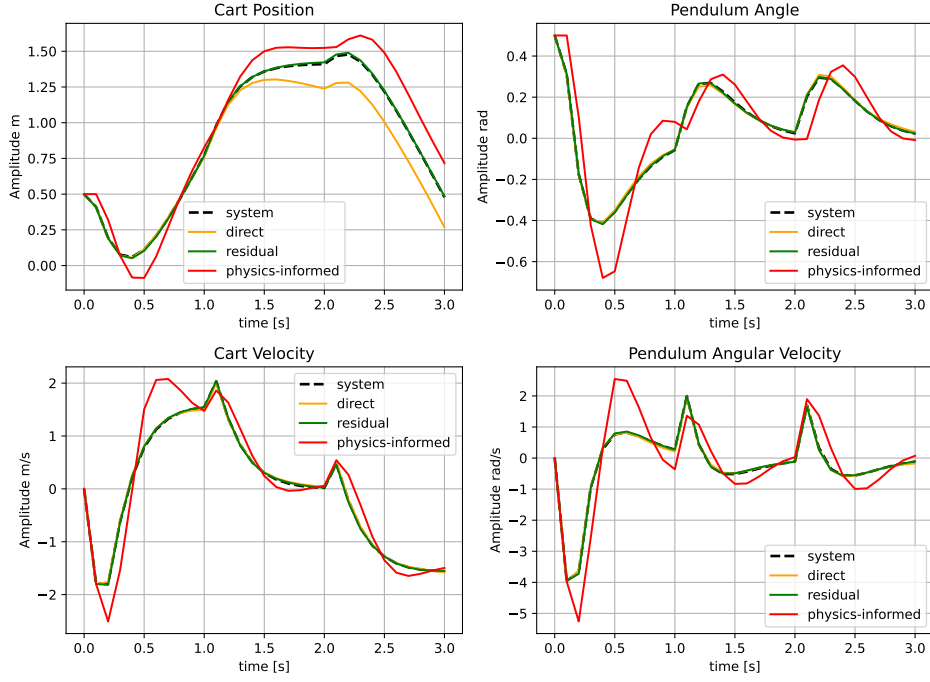 Cart Position
Amplitude m
1.50
1.25
1.00
0.75
0.50
0.25
0.00
system
direct
residual
physics-informed
0.0 0.5 1.0 1.5 2.0 2.5 3.0
time [s]
Pendulum Angle
Amplitude rad
0.4
0.2
0.0
−0.2
−0.4
−0.6
system
direct
residual
physics-informed
0.0 0.5 1.0 1.5 2.0 2.5 3.0
time [s]
Cart Velocity
Amplitude m/s
2
1
0
−1
−2
system
direct
residual
physics-informed
0.0 0.5 1.0 1.5 2.0 2.5 3.0
time [s]
Pendulum Angular Velocity
Amplitude rad/s
2
1
0
−1
−2
−3
−4
−5
system
direct
residual
physics-informed
0.0 0.5 1.0 1.5 2.0 2.5 3.0
time [s]